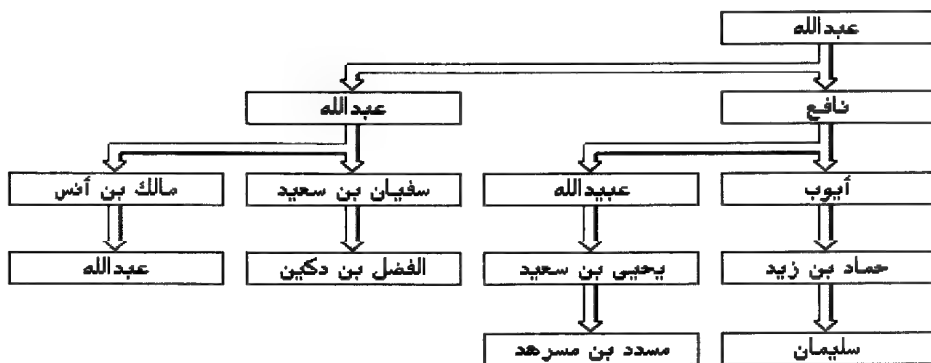 عبدالله
نافع
عبدالله
أيوب
عبيدالله
سفيان بن سعيد
مالك بن أنس
حماد بن زيد
يحيى بن سعيد
الفضل بن دكين
عبدالله
سليمان
مسدد بن مسرهد